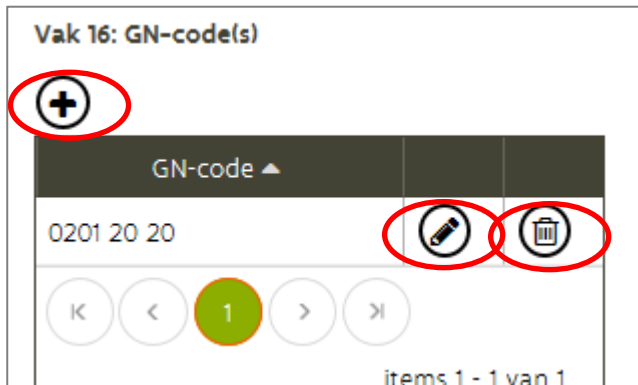 Vak 16: GN-code(s)
GN-code
0201 20 20
1
items 1 - 1 van 1